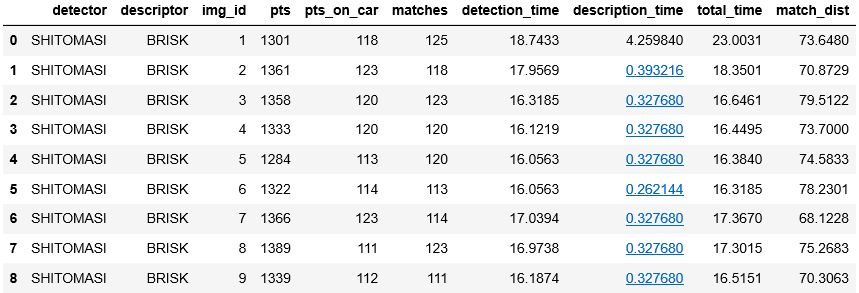 detector descriptor img_id pts pts_on_car matches detection_time description_time total_time match_dist
0 SHITOMASI BRISK 1 1301 118 125 18.7433 4.259840 23.0031 73.6480
1 SHITOMASI BRISK 2 1361 123 118 17.9569 0.393216 18.3501 70.8729
2 SHITOMASI BRISK 3 1358 120 123 16.3185 0.327680 16.6461 79.5122
3 SHITOMASI BRISK 4 1333 120 120 16.1219 0.327680 16.4495 73.7000
4 SHITOMASI BRISK 5 1284 113 120 16.0563 0.327680 16.3840 74.5833
5 SHITOMASI BRISK 6 1322 114 113 16.0563 0.262144 16.3185 78.2301
6 SHITOMASI BRISK 7 1366 123 114 17.0394 0.327680 17.3670 68.1228
7 SHITOMASI BRISK 8 1389 111 123 16.9738 0.327680 17.3015 75.2683
8 SHITOMASI BRISK 9 1339 112 111 16.1874 0.327680 16.5151 70.3063